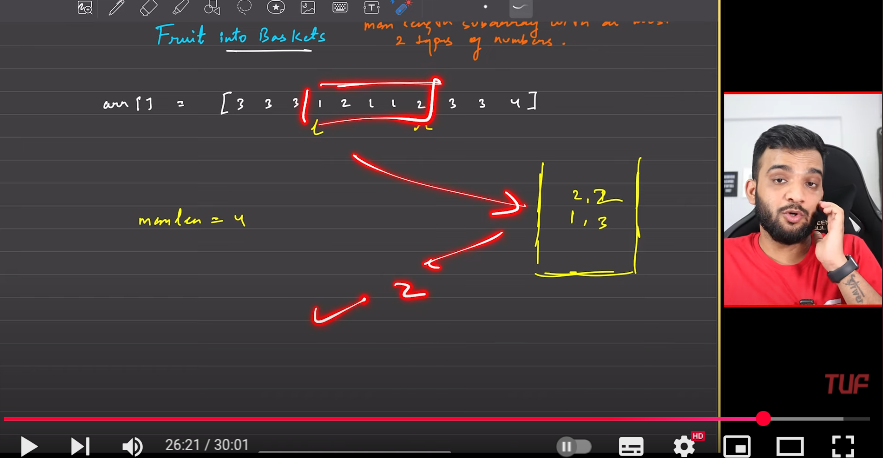 max length subarray with at most
Fruit into Baskets
2 types of numbers.
arr[] = [3 3 3 1 2 1 1 2 3 3 4]
l r
2, 2
1, 3
maxlen = 4
2
TUF
26:21 / 30:01
HD